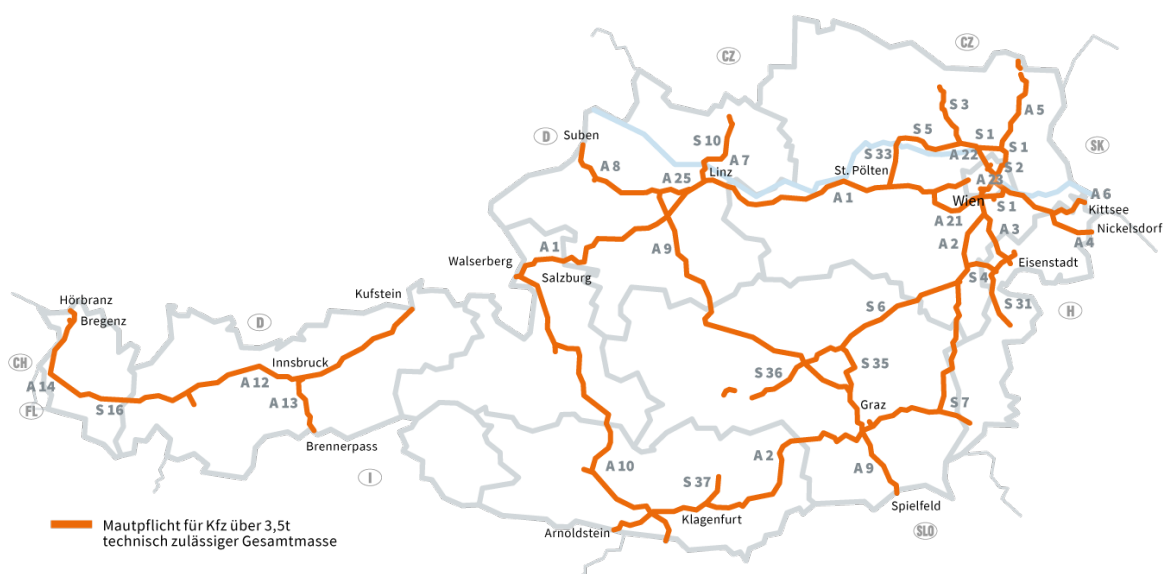 CZ
CZ
D
Suben
S 10
S 3
A 5
S 5
S 1
S 1
SK
A 7
A 8
A 25
Linz
S 33
A 22
S 2
St. Pölten
A 23
A 1
Wien
S 1
A 6
Kittsee
A 21
A 3
Nickelsdorf
A 2
A 4
A 1
A 9
Walserberg
Salzburg
Eisenstadt
S 4
Kufstein
Hörbranz
Bregenz
D
S 6
S 31
H
CH
Innsbruck
A 14
A 12
S 35
S 36
FL
S 16
A 13
Graz
S 7
Brennerpass
A 2
A 10
A 9
I
S 37
Spielfeld
Klagenfurt
Arnoldstein
SLO
Mautpflicht für Kfz über 3,5t
technisch zulässiger Gesamtmasse